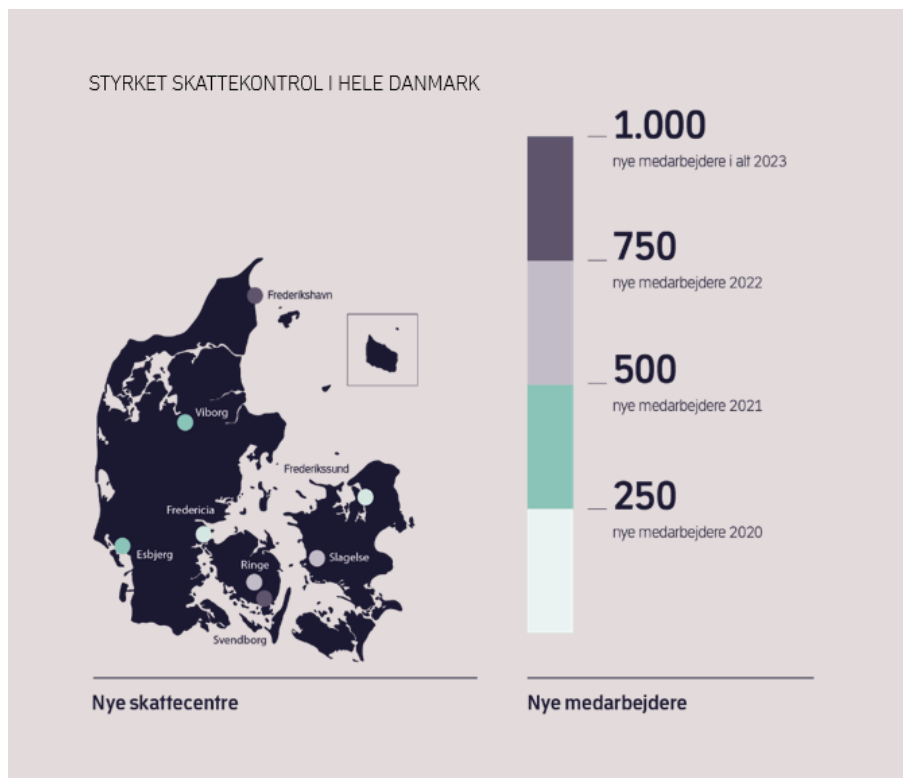 STYRKET SKATTEKONTROL I HELE DANMARK
1.000
nye medarbejdere i alt 2023
750
nye medarbejdere 2022
500
nye medarbejdere 2021
250
nye medarbejdere 2020
Frederikshavn
Viborg
Frederikssund
Fredericia
Esbjerg
Ringe
Slagelse
Svendborg
Nye skattecentre
Nye medarbejdere